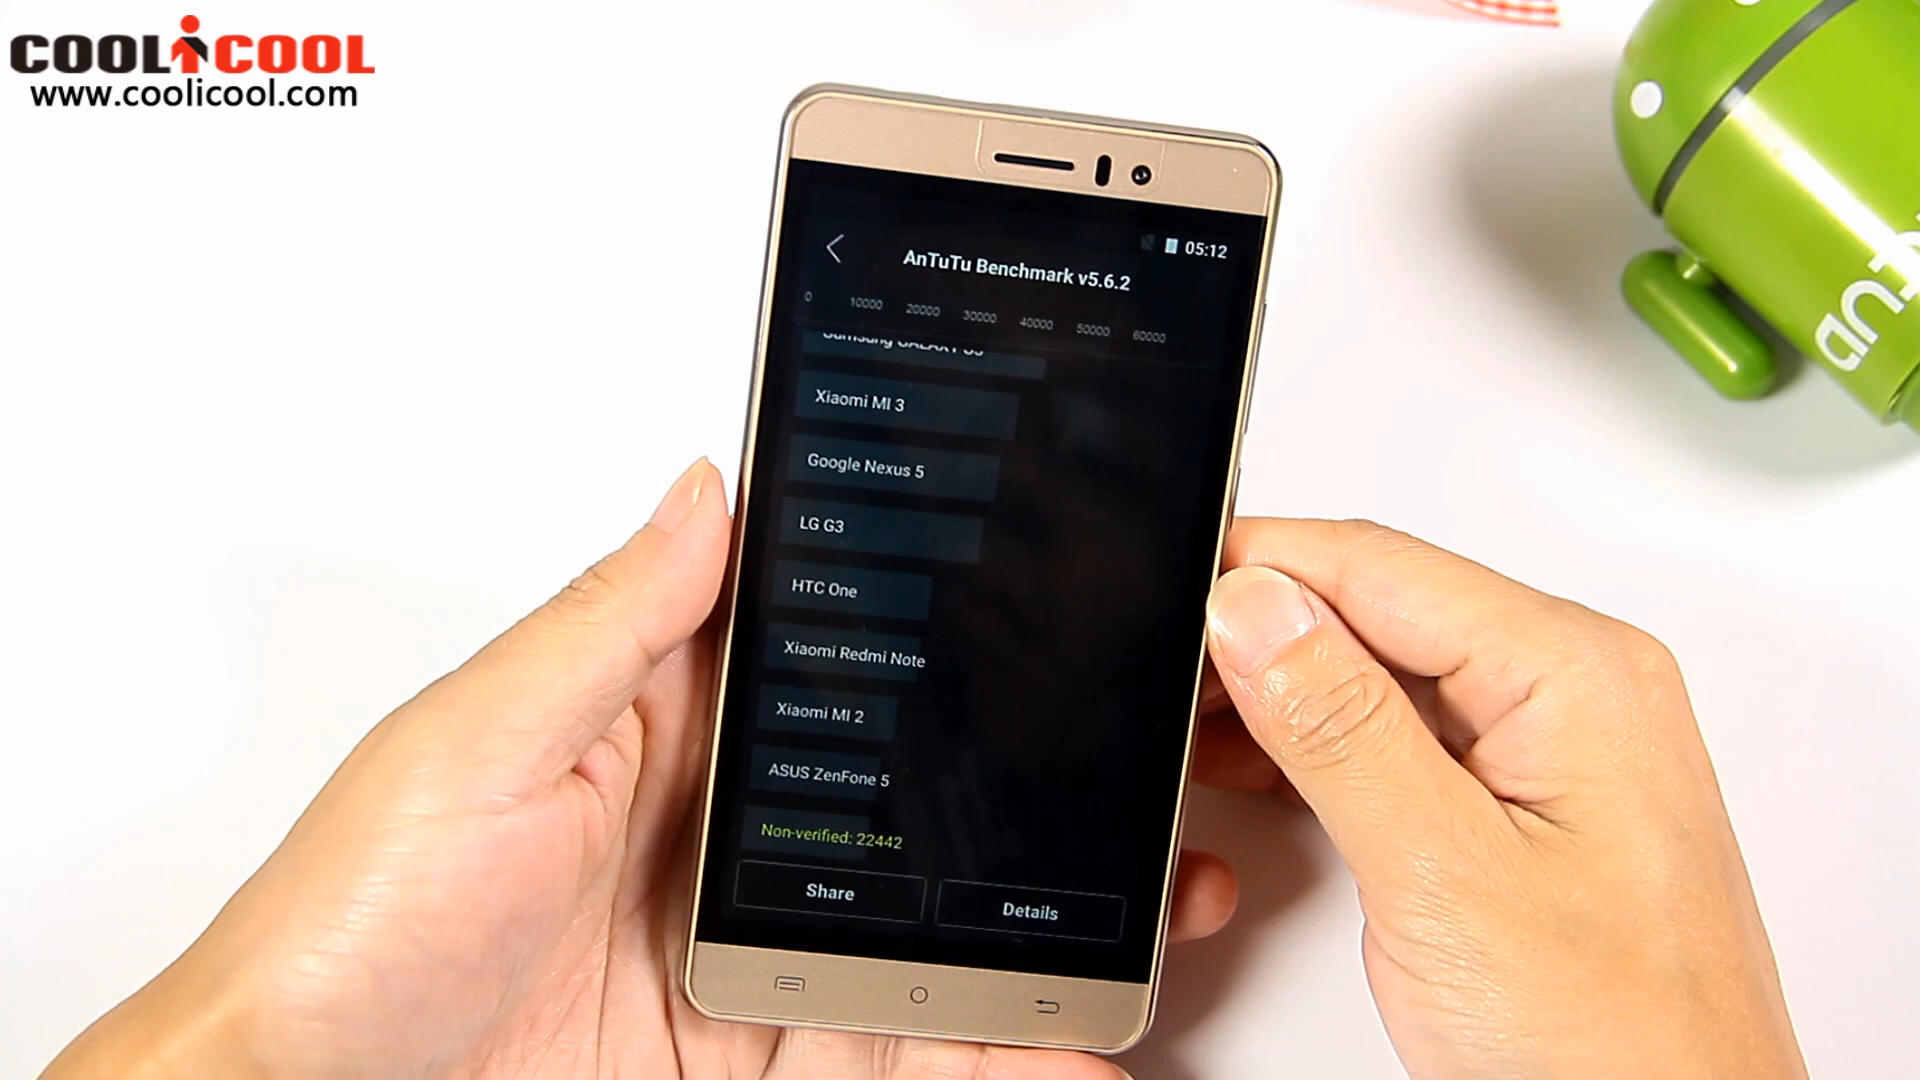 COOLICOOL
www.coolicool.com
05:12
AnTuTu Benchmark v5.6.2
0 10000 20000 30000 40000 50000 60000
Samsung GALAXY
Xiaomi MI 3
Google Nexus 5
LG G3
HTC One
Xiaomi Redmi Note
Xiaomi MI 2
ASUS ZenFone 5
Non-verified: 22442
Share
Details